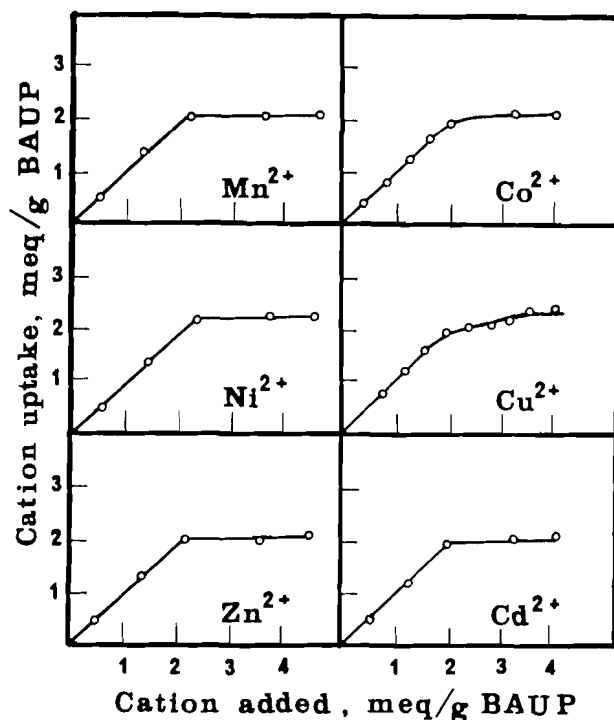 Cation uptake, meq/g BAUP
3
2
1
Mn2+
Co2+
3
2
1
Ni2+
Cu2+
3
2
1
Zn2+
Cd2+
1 2 3 4 1 2 3 4
Cation added, meq/g BAUP